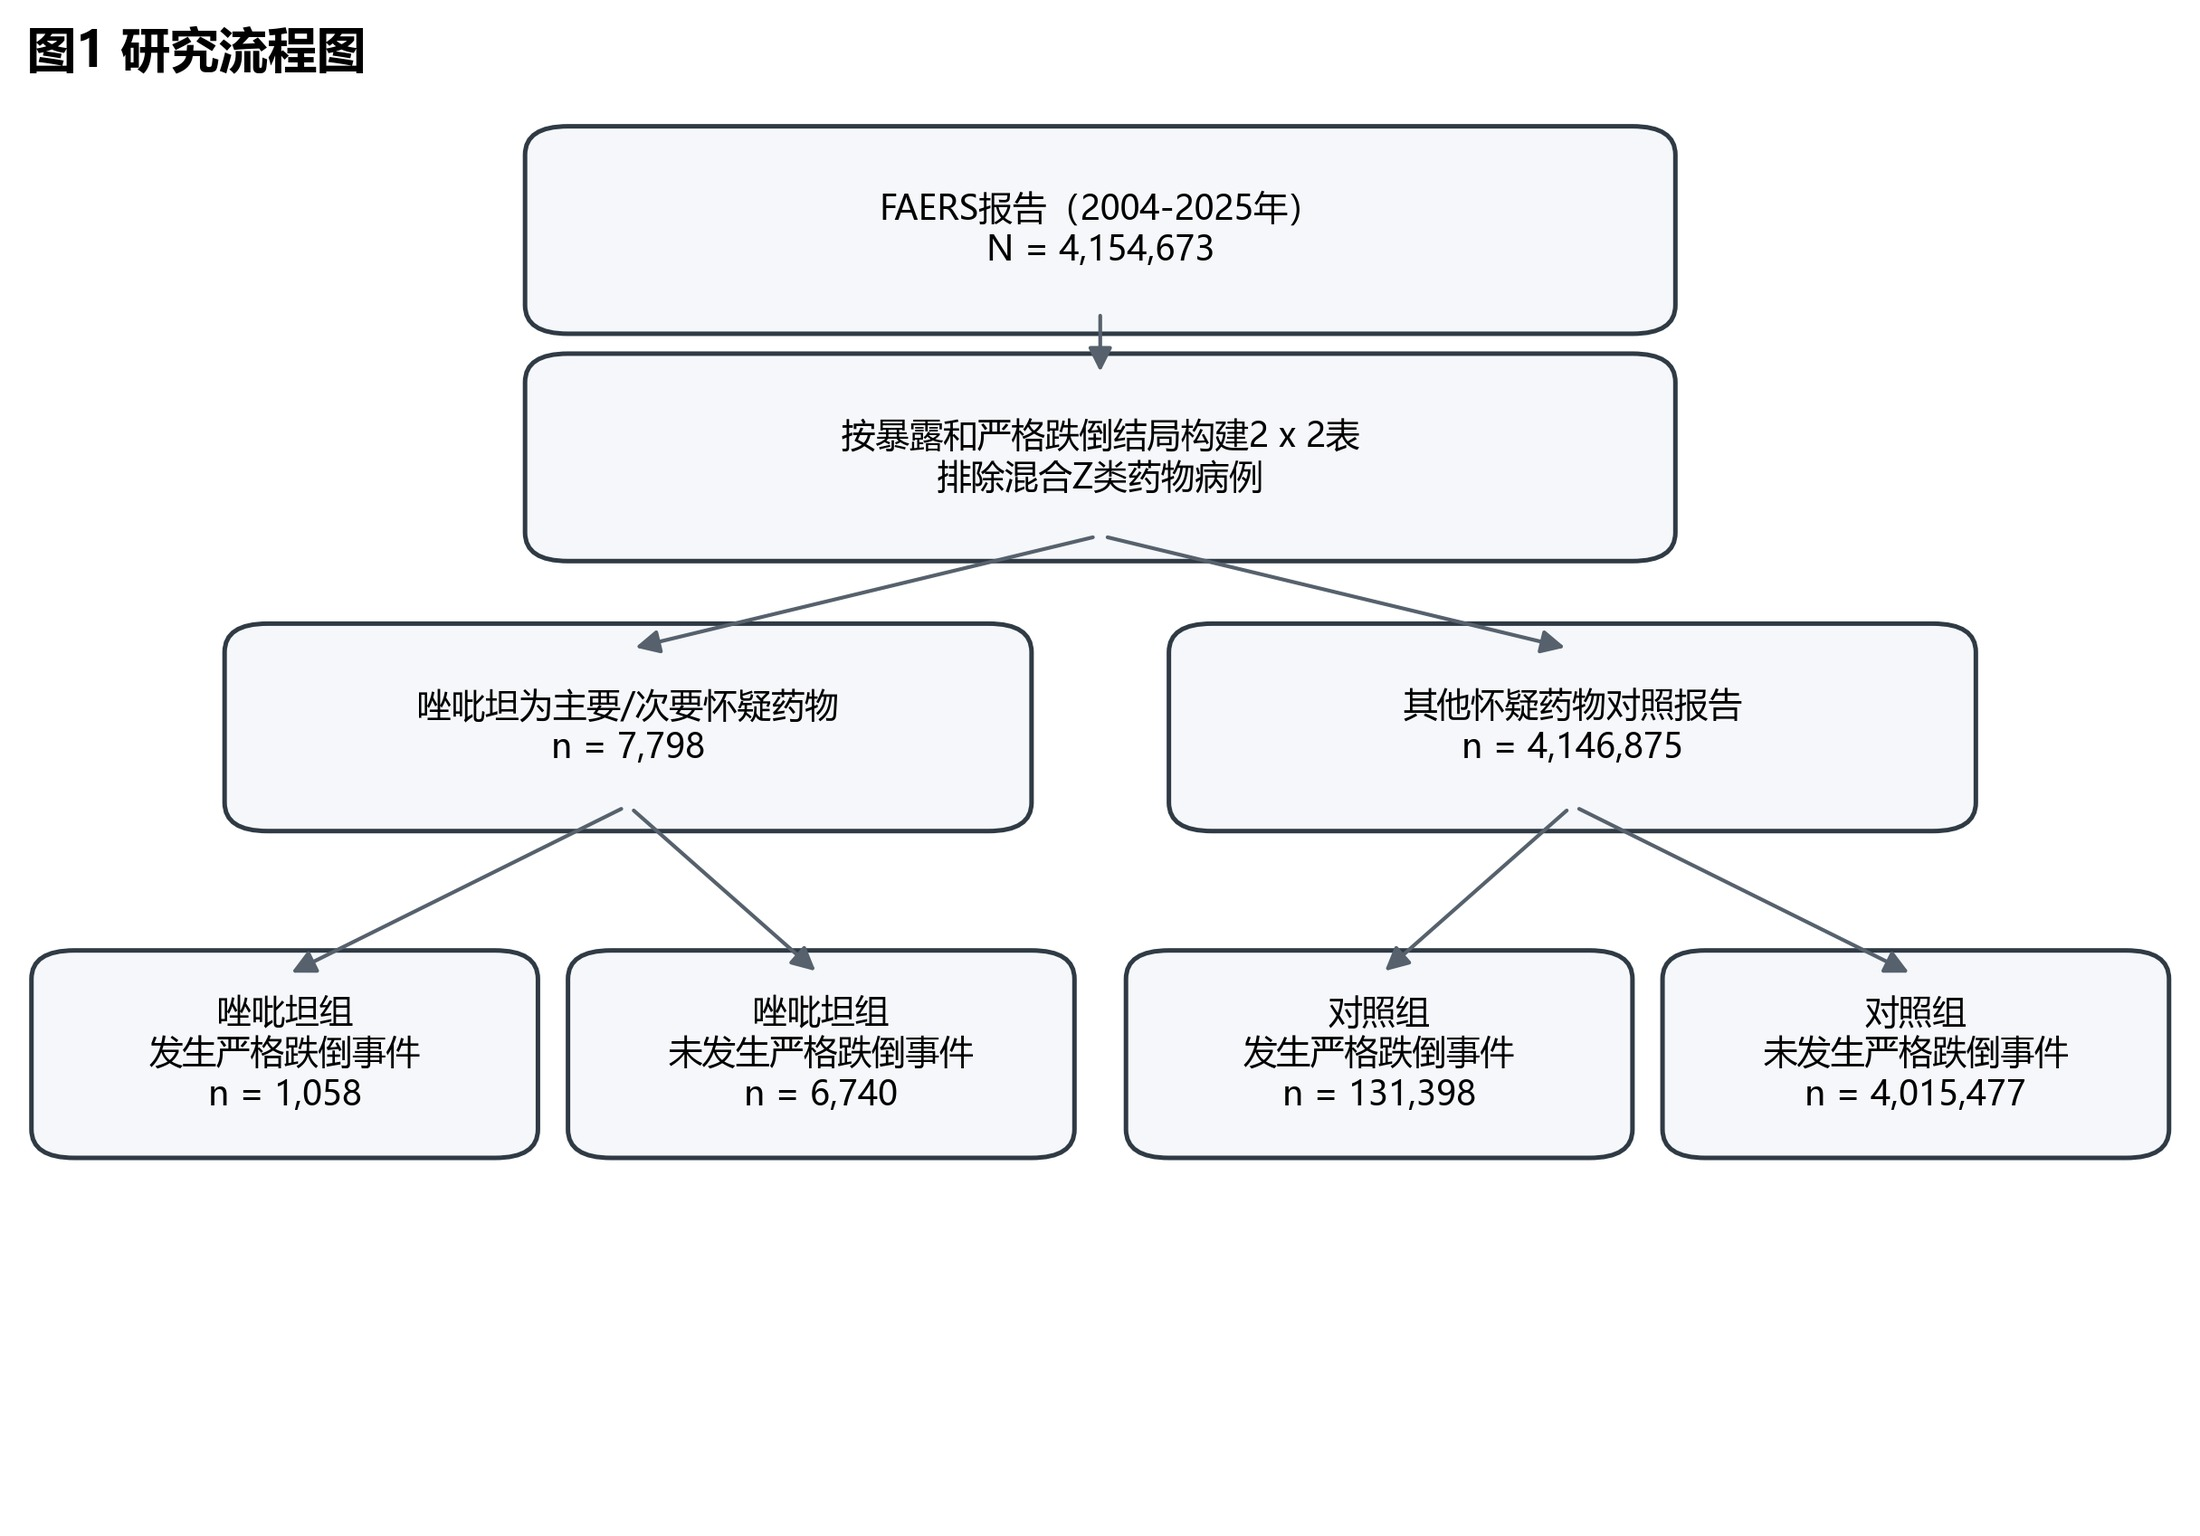 图1 研究流程图
FAERS报告（2004-2025年）
N = 4,154,673
按暴露和严格跌倒结局构建2 x 2表
排除混合Z类药物病例
唑吡坦为主要/次要怀疑药物
n = 7,798
其他怀疑药物对照报告
n = 4,146,875
唑吡坦组
发生严格跌倒事件
n = 1,058
唑吡坦组
未发生严格跌倒事件
n = 6,740
对照组
发生严格跌倒事件
n = 131,398
对照组
未发生严格跌倒事件
n = 4,015,477